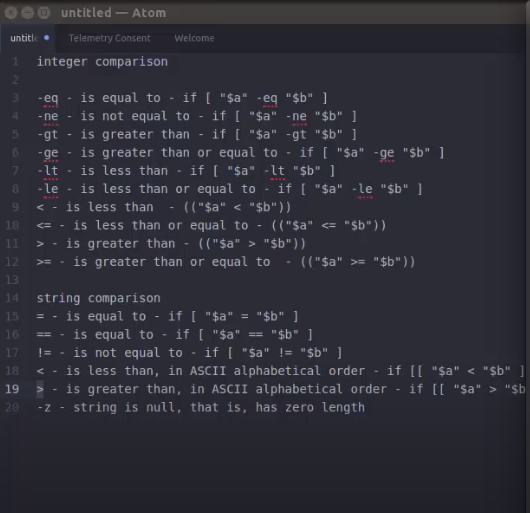 untitled — Atom
untitle Telemetry Consent Welcome
1 integer comparison
2
3 -eq - is equal to - if [ "$a" -eq "$b" ]
4 -ne - is not equal to - if [ "$a" -ne "$b" ]
5 -gt - is greater than - if [ "$a" -gt "$b" ]
6 -ge - is greater than or equal to - if [ "$a" -ge "$b" ]
7 -lt - is less than - if [ "$a" -lt "$b" ]
8 -le - is less than or equal to - if [ "$a" -le "$b" ]
9 < - is less than  - (("$a" < "$b"))
10 <= - is less than or equal to - (("$a" <= "$b"))
11 > - is greater than - (("$a" > "$b"))
12 >= - is greater than or equal to  - (("$a" >= "$b"))
13
14 string comparison
15 = - is equal to - if [ "$a" = "$b" ]
16 == - is equal to - if [ "$a" == "$b" ]
17 != - is not equal to - if [ "$a" != "$b" ]
18 < - is less than, in ASCII alphabetical order - if [[ "$a" < "$b" ]
19 > - is greater than, in ASCII alphabetical order - if [[ "$a" > "$b
20 -z - string is null, that is, has zero length